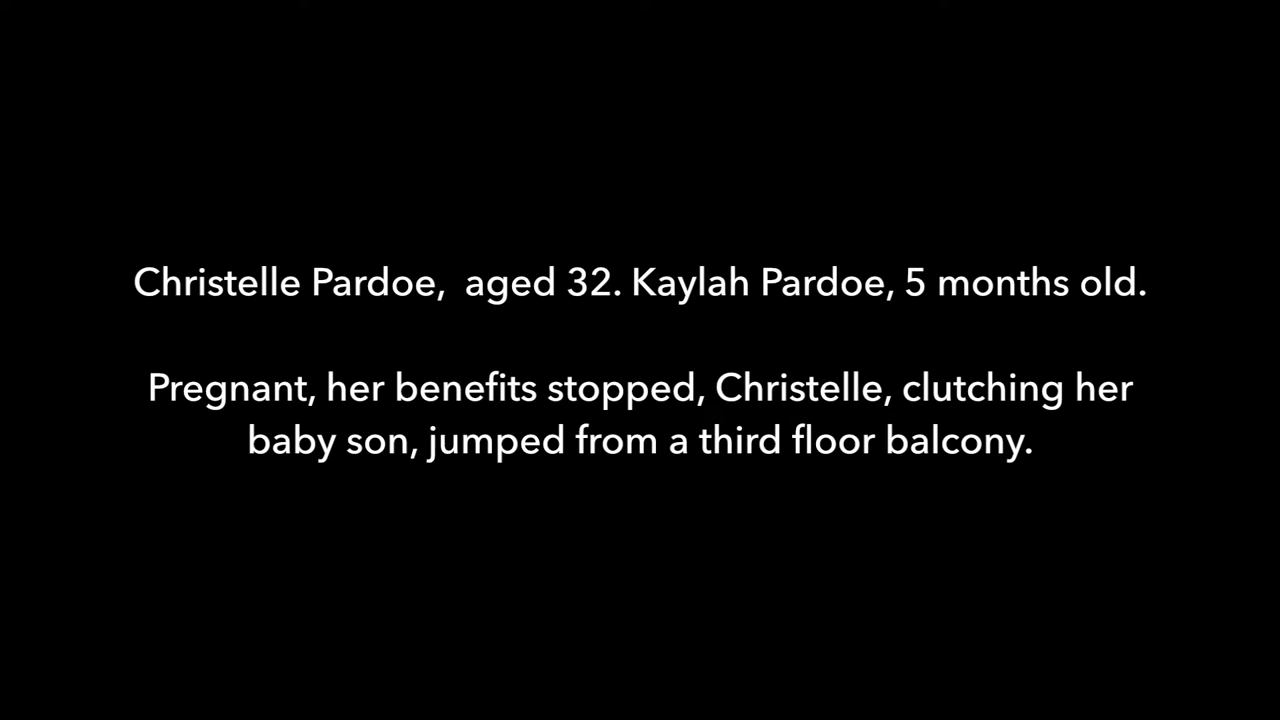 Christelle Pardoe,  aged 32. Kaylah Pardoe, 5 months old.
Pregnant, her benefits stopped, Christelle, clutching her
baby son, jumped from a third floor balcony.